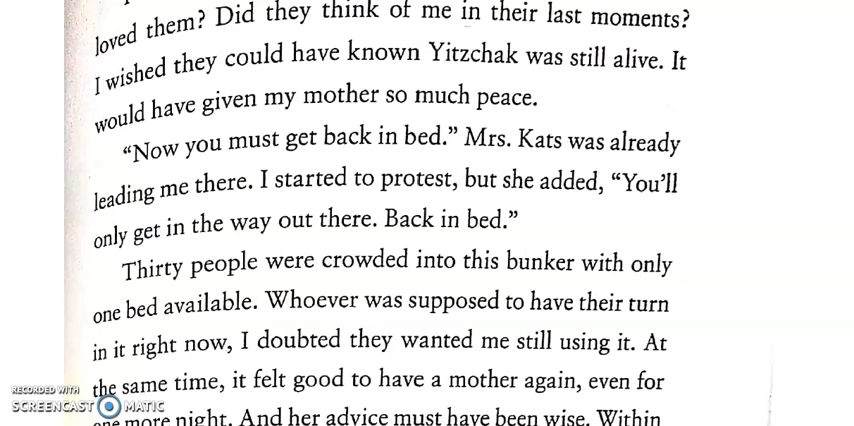 loved them? Did they think of me in their last moments?
I wished they could have known Yitzchak was still alive. It
would have given my mother so much peace.
“Now you must get back in bed.” Mrs. Kats was already
leading me there. I started to protest, but she added, “You’ll
only get in the way out there. Back in bed.”
Thirty people were crowded into this bunker with only
one bed available. Whoever was supposed to have their turn
in it right now, I doubted they wanted me still using it. At
the same time, it felt good to have a mother again, even for
one more night. And her advice must have been wise. Within
RECORDED WITH
SCREENCAST MATIC